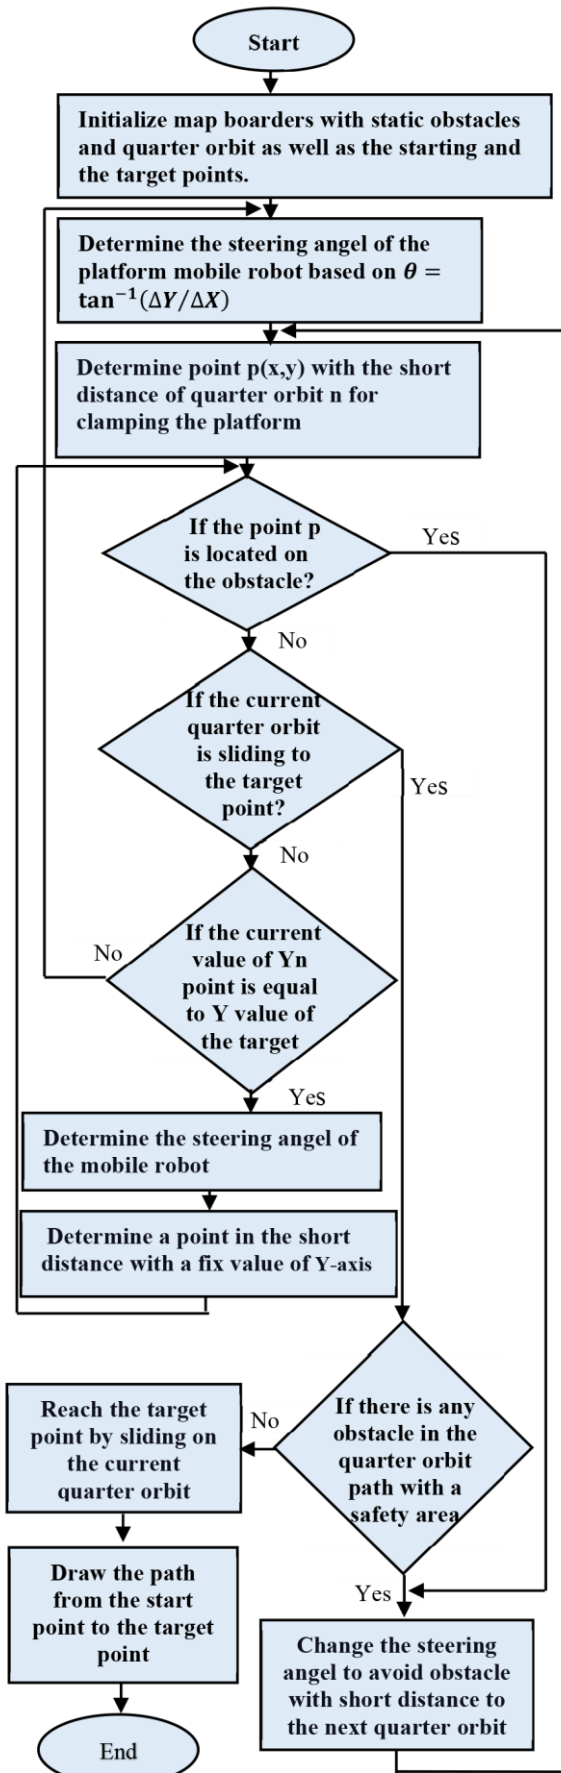 Start
Initialize map boarders with static obstacles
and quarter orbit as well as the starting and
the target points.
Determine the steering angel of the
platform mobile robot based on θ =
tan⁻¹(ΔY/ΔX)
Determine point p(x,y) with the short
distance of quarter orbit n for
clamping the platform
If the point p
is located on
the obstacle?
Yes
No
If the current
quarter orbit
is sliding to
the target
point?
Yes
No
If the current
value of Yn
point is equal
to Y value of
the target
No
Yes
Determine the steering angel of
the mobile robot
Determine a point in the short
distance with a fix value of Y-axis
If there is any
obstacle in the
quarter orbit
path with a
safety area
No
Yes
Reach the target
point by sliding on
the current
quarter orbit
Draw the path
from the start
point to the target
point
Change the steering
angel to avoid obstacle
with short distance to
the next quarter orbit
End